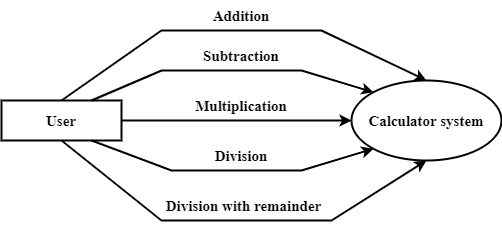 Addition
Subtraction
Multiplication
User
Calculator system
Division
Division with remainder